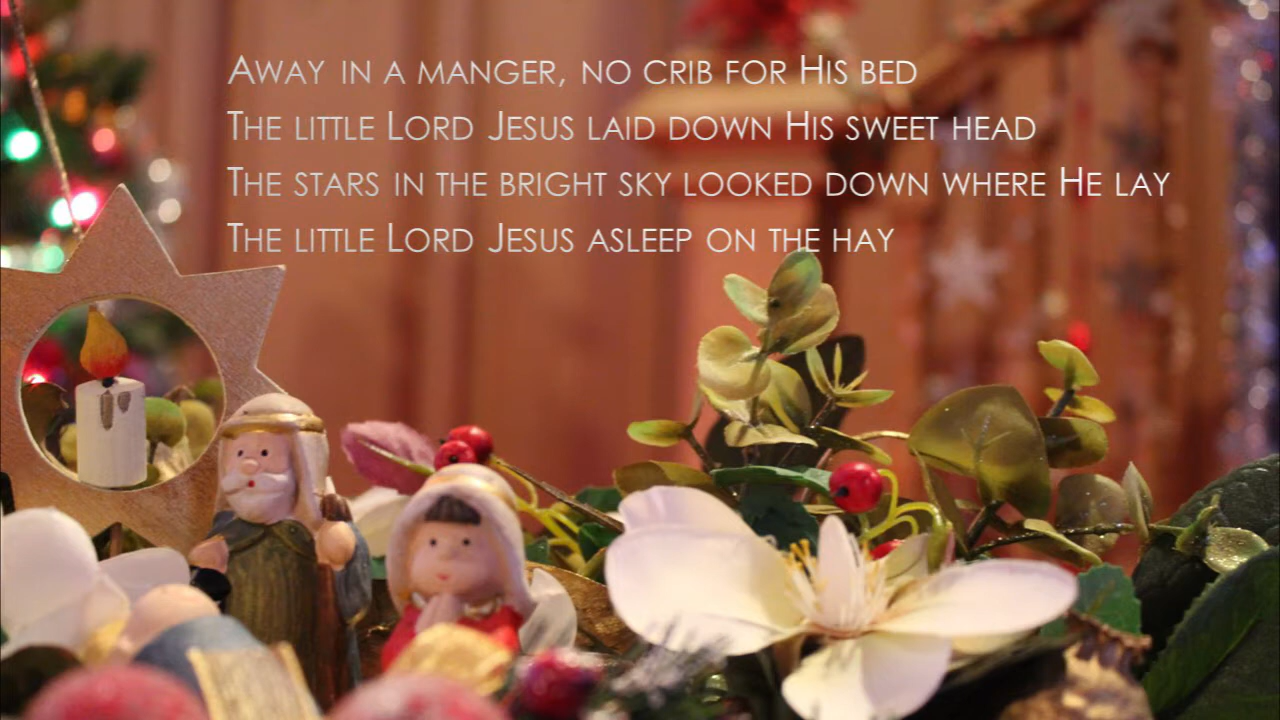 Away in a manger, no crib for His bed
The little Lord Jesus laid down His sweet head
The stars in the bright sky looked down where He lay
The little Lord Jesus asleep on the hay